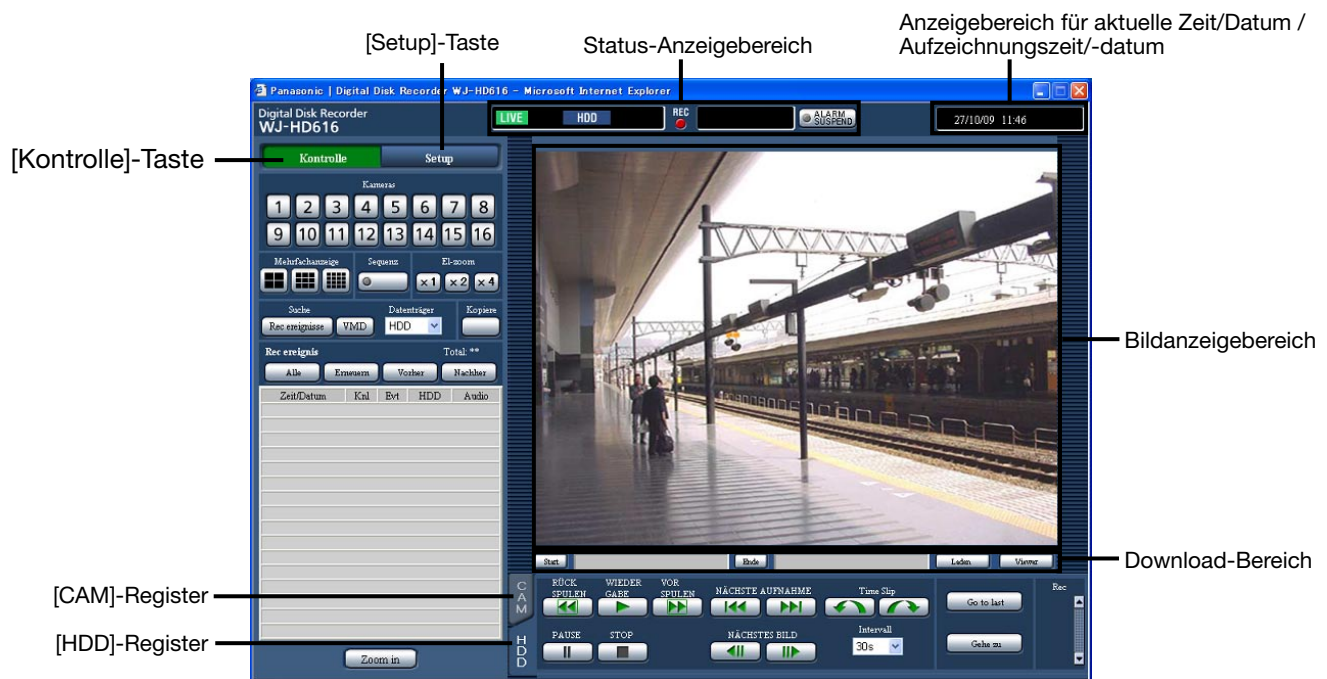 Anzeigebereich für aktuelle Zeit/Datum /
Aufzeichnungszeit/-datum
[Setup]-Taste
Status-Anzeigebereich
Panasonic | Digital Disk Recorder WJ-HD616 - Microsoft Internet Explorer
Digital Disk Recorder
WJ-HD616
LIVE HDD REC ALARM SUSPEND
27/10/09 11:46
[Kontrolle]-Taste
Kontrolle Setup
Kameras
1 2 3 4 5 6 7 8
9 10 11 12 13 14 15 16
Mehrfachanzeige Sequenz El-zoom
x1 x2 x4
Suche Datenträger Kopiere
Rec ereignisse VMD HDD
Rec ereignis Total: **
Alle Erneuern Vorher Nachher
Zeit/Datum Knl Evt HDD Audio
Bildanzeigebereich
Start Ende Laden Viewer
Download-Bereich
[CAM]-Register
[HDD]-Register
CAM
HDD
RÜCK SPULEN WIEDER GABE VOR SPULEN NÄCHSTE AUFNAHME Time Slip
Go to last
Rec
PAUSE STOP NÄCHSTES BILD Intervall
30s
Gehe zu
Zoom in